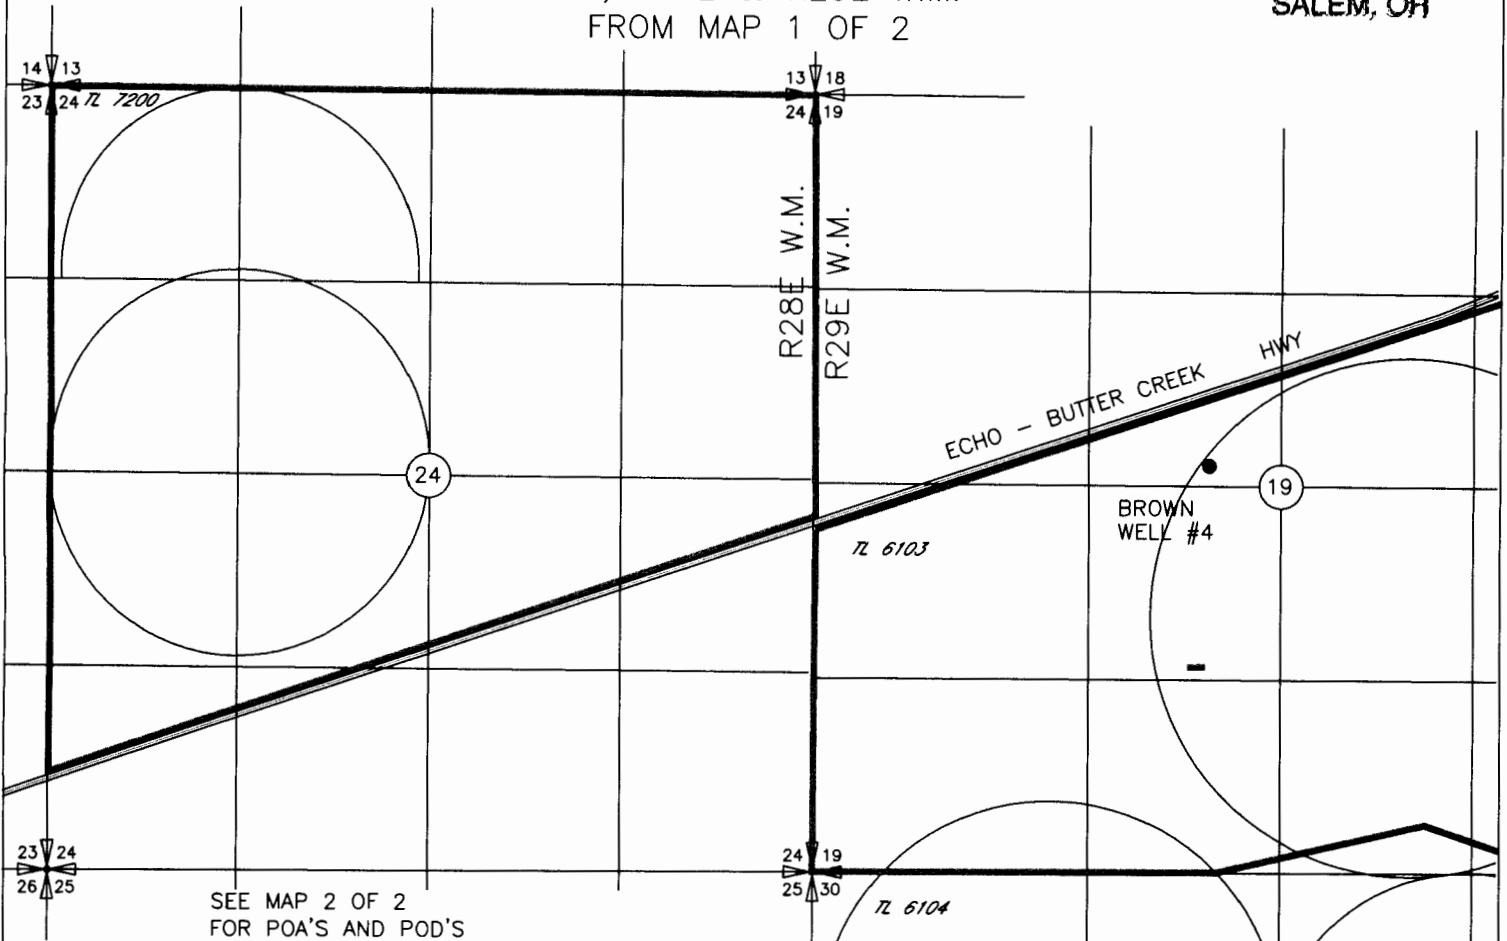 FROM MAP 1 OF 2
SALEM, OR
14 13
23 24
TL 7200
13 18
24 19
R28E W.M.
R29E W.M.
ECHO - BUTTER CREEK HWY
24
19
BROWN
WELL #4
TL 6103
23 24
26 25
24 19
25 30
TL 6104
SEE MAP 2 OF 2
FOR POA'S AND POD'S